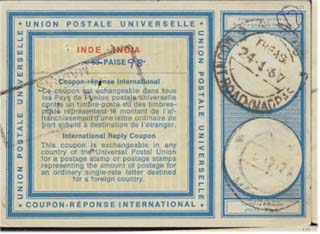 UNION POSTALE UNIVERSELLE
UNION POSTALE UNIVERSELLE
UNION POSTALE UNIVERSELLE
INDE INDIA
PAISE
Coupon-réponse international
Ce coupon est échangeable dans tous
les Pays de l'Union postale universelle
contre un timbre-poste ou des timbres-
poste représentant le montant de l'af-
franchissement d'une lettre ordinaire de
port simple à destination de l'étranger.
International Reply Coupon
This coupon is exchangeable in any
country of the Universal Postal Union
for a postage stamp or postage stamps
representing the amount of postage for
an ordinary single-rate letter destined
for a foreign country.
COUPON-RÉPONSE INTERNATIONAL
ROAD/MADRAS